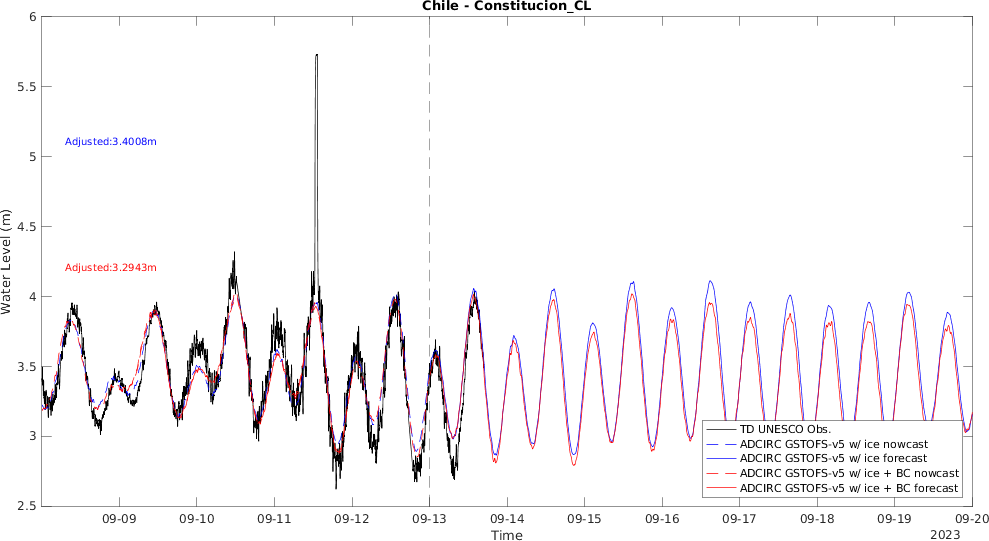 Chile - Constitucion_CL
6
5.5
5
4.5
4
3.5
3
2.5
Water Level (m)
Adjusted:3.4008m
Adjusted:3.2943m
TD UNESCO Obs.
ADCIRC GSTOFS-v5 w/ ice nowcast
ADCIRC GSTOFS-v5 w/ ice forecast
ADCIRC GSTOFS-v5 w/ ice + BC nowcast
ADCIRC GSTOFS-v5 w/ ice + BC forecast
09-09 09-10 09-11 09-12 09-13 09-14 09-15 09-16 09-17 09-18 09-19 09-20
Time
2023